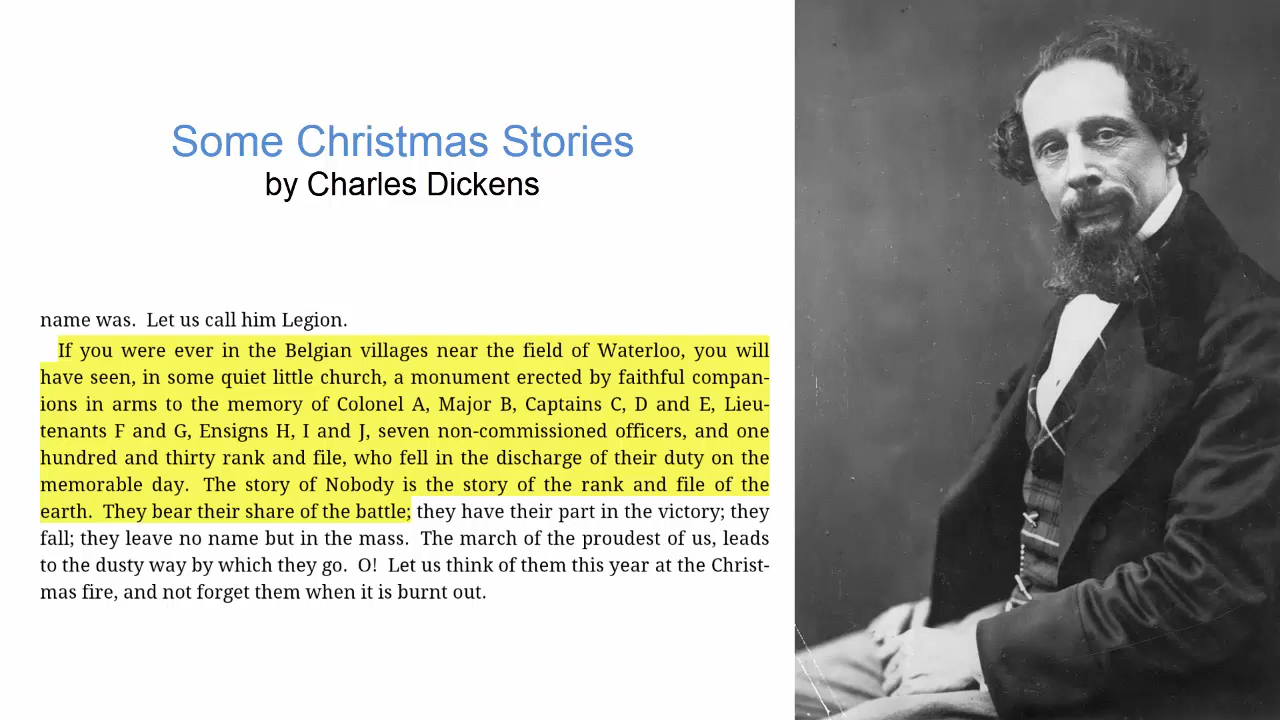 Some Christmas Stories
by Charles Dickens
name was.  Let us call him Legion.
If you were ever in the Belgian villages near the field of Waterloo, you will
have seen, in some quiet little church, a monument erected by faithful compan-
ions in arms to the memory of Colonel A, Major B, Captains C, D and E, Lieu-
tenants F and G, Ensigns H, I and J, seven non-commissioned officers, and one
hundred and thirty rank and file, who fell in the discharge of their duty on the
memorable day.  The story of Nobody is the story of the rank and file of the
earth.  They bear their share of the battle; they have their part in the victory; they
fall; they leave no name but in the mass.  The march of the proudest of us, leads
to the dusty way by which they go.  O!  Let us think of them this year at the Christ-
mas fire, and not forget them when it is burnt out.